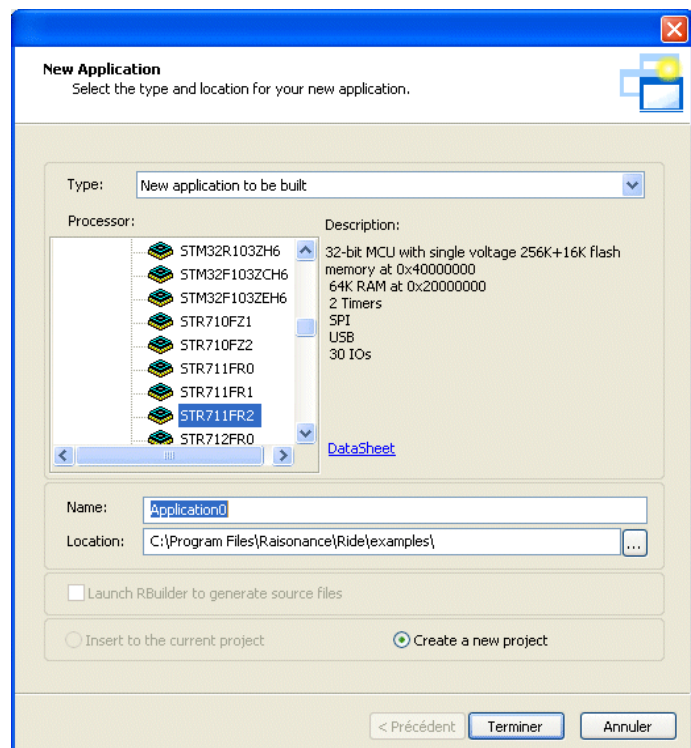 New Application
Select the type and location for your new application.
Type:
New application to be built
Processor:
STM32R103ZH6
STM32F103ZCH6
STM32F103ZEH6
STR710FZ1
STR710FZ2
STR711FR0
STR711FR1
STR711FR2
STR712FR0
Description:
32-bit MCU with single voltage 256K+16K flash
memory at 0x40000000
64K RAM at 0x20000000
2 Timers
SPI
USB
30 IOs
DataSheet
Name:
Application0
Location:
C:\Program Files\Raisonance\Ride\examples\
...
Launch RBuilder to generate source files
Insert to the current project
Create a new project
< Précédent
Terminer
Annuler